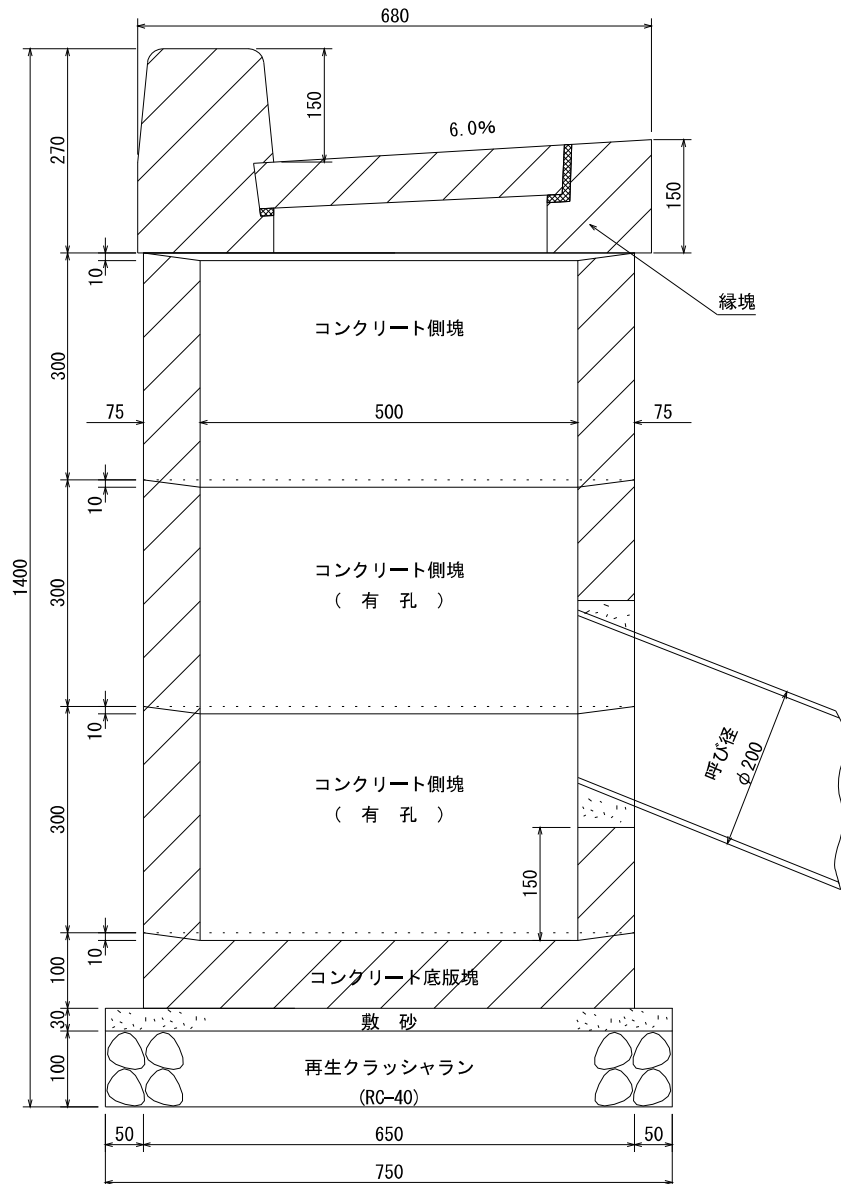 680
150
6.0%
270
150
10
縁塊
コンクリート側塊
300
75
500
75
10
1400
コンクリート側塊
( 有 孔 )
300
10
呼び径
φ200
コンクリート側塊
( 有 孔 )
300
150
10
100
コンクリート底版塊
30
敷 砂
100
再生クラッシャラン
(RC-40)
50
650
50
750